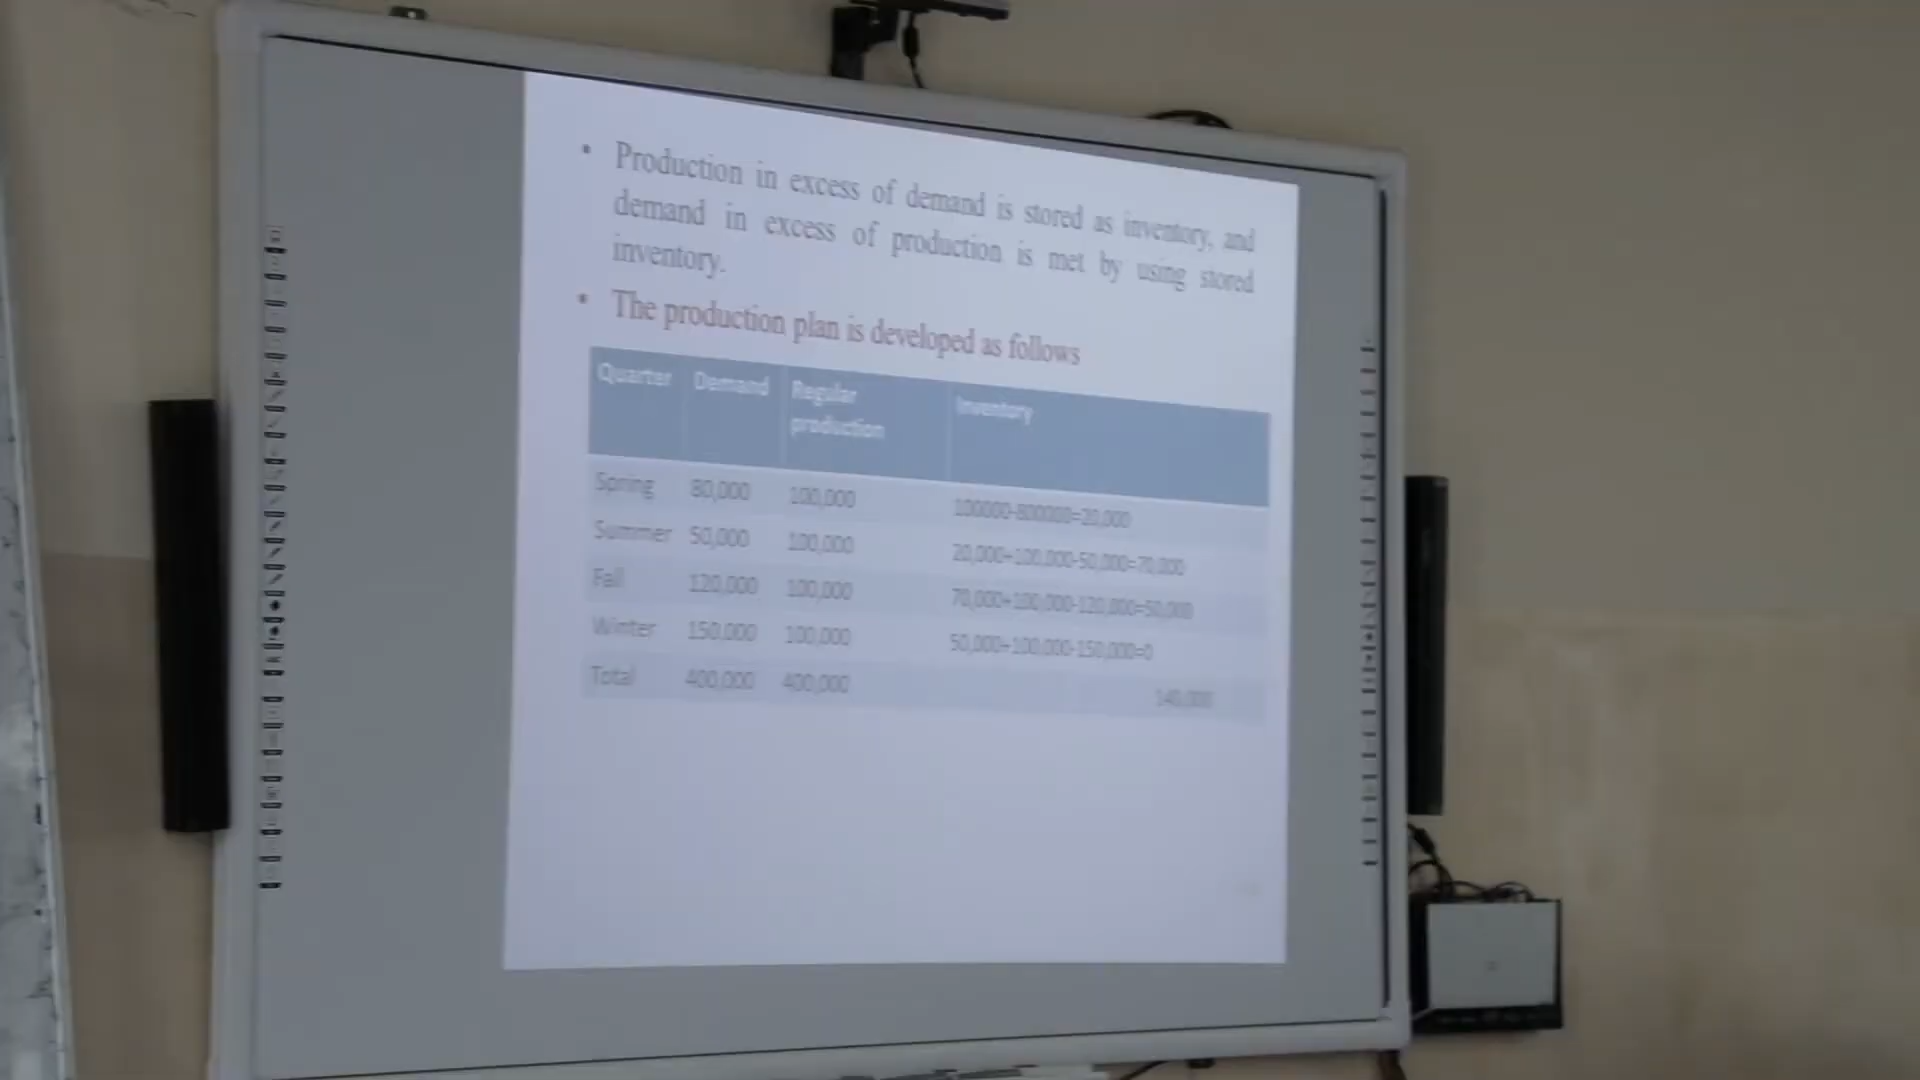 • Production in excess of demand is stored as inventory, and
demand in excess of production is met by using stored
inventory.
• The production plan is developed as follows
Quarter Demand Regular production Inventory
Spring 80,000 100,000 100000-800000=20,000
Summer 50,000 100,000 20,000+100,000-50,000=70,000
Fall 120,000 100,000 70,000+100,000-120,000=50,000
Winter 150,000 100,000 50,000+100,000-150,000=0
Total 400,000 400,000 140,000